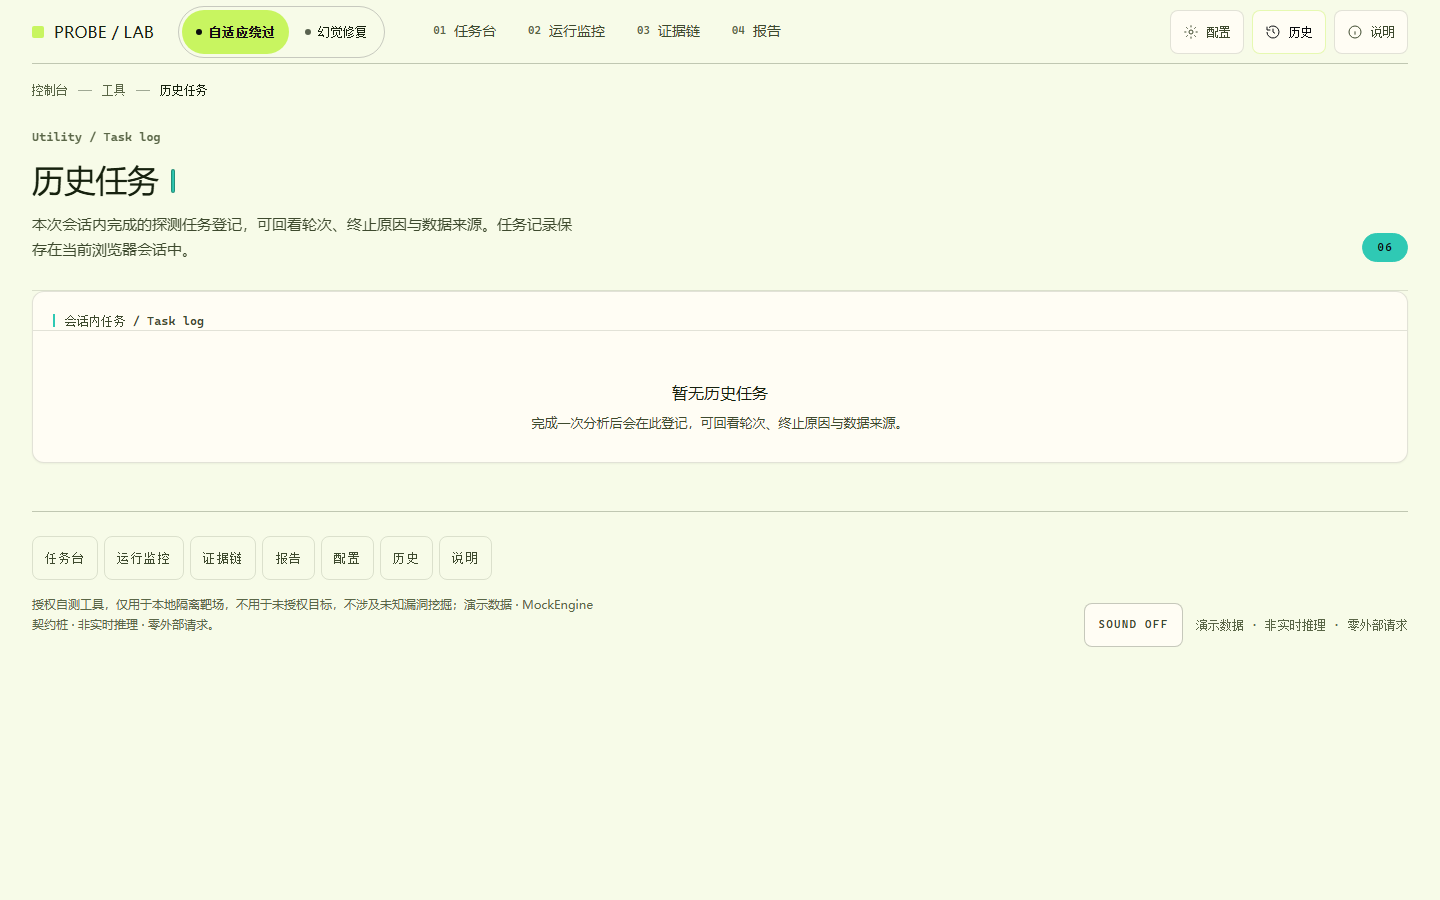 PROBE / LAB
自适应绕过
幻觉修复
01 任务台
02 运行监控
03 证据链
04 报告
配置
历史
说明
控制台 — 工具 — 历史任务
Utility / Task log
历史任务
本次会话内完成的探测任务登记，可回看轮次、终止原因与数据来源。任务记录保
存在当前浏览器会话中。
06
会话内任务 / Task log
暂无历史任务
完成一次分析后会在此登记，可回看轮次、终止原因与数据来源。
任务台
运行监控
证据链
报告
配置
历史
说明
授权自测工具，仅用于本地隔离靶场，不用于未授权目标，不涉及未知漏洞挖掘；演示数据 · MockEngine
契约桩 · 非实时推理 · 零外部请求。
SOUND OFF
演示数据 · 非实时推理 · 零外部请求